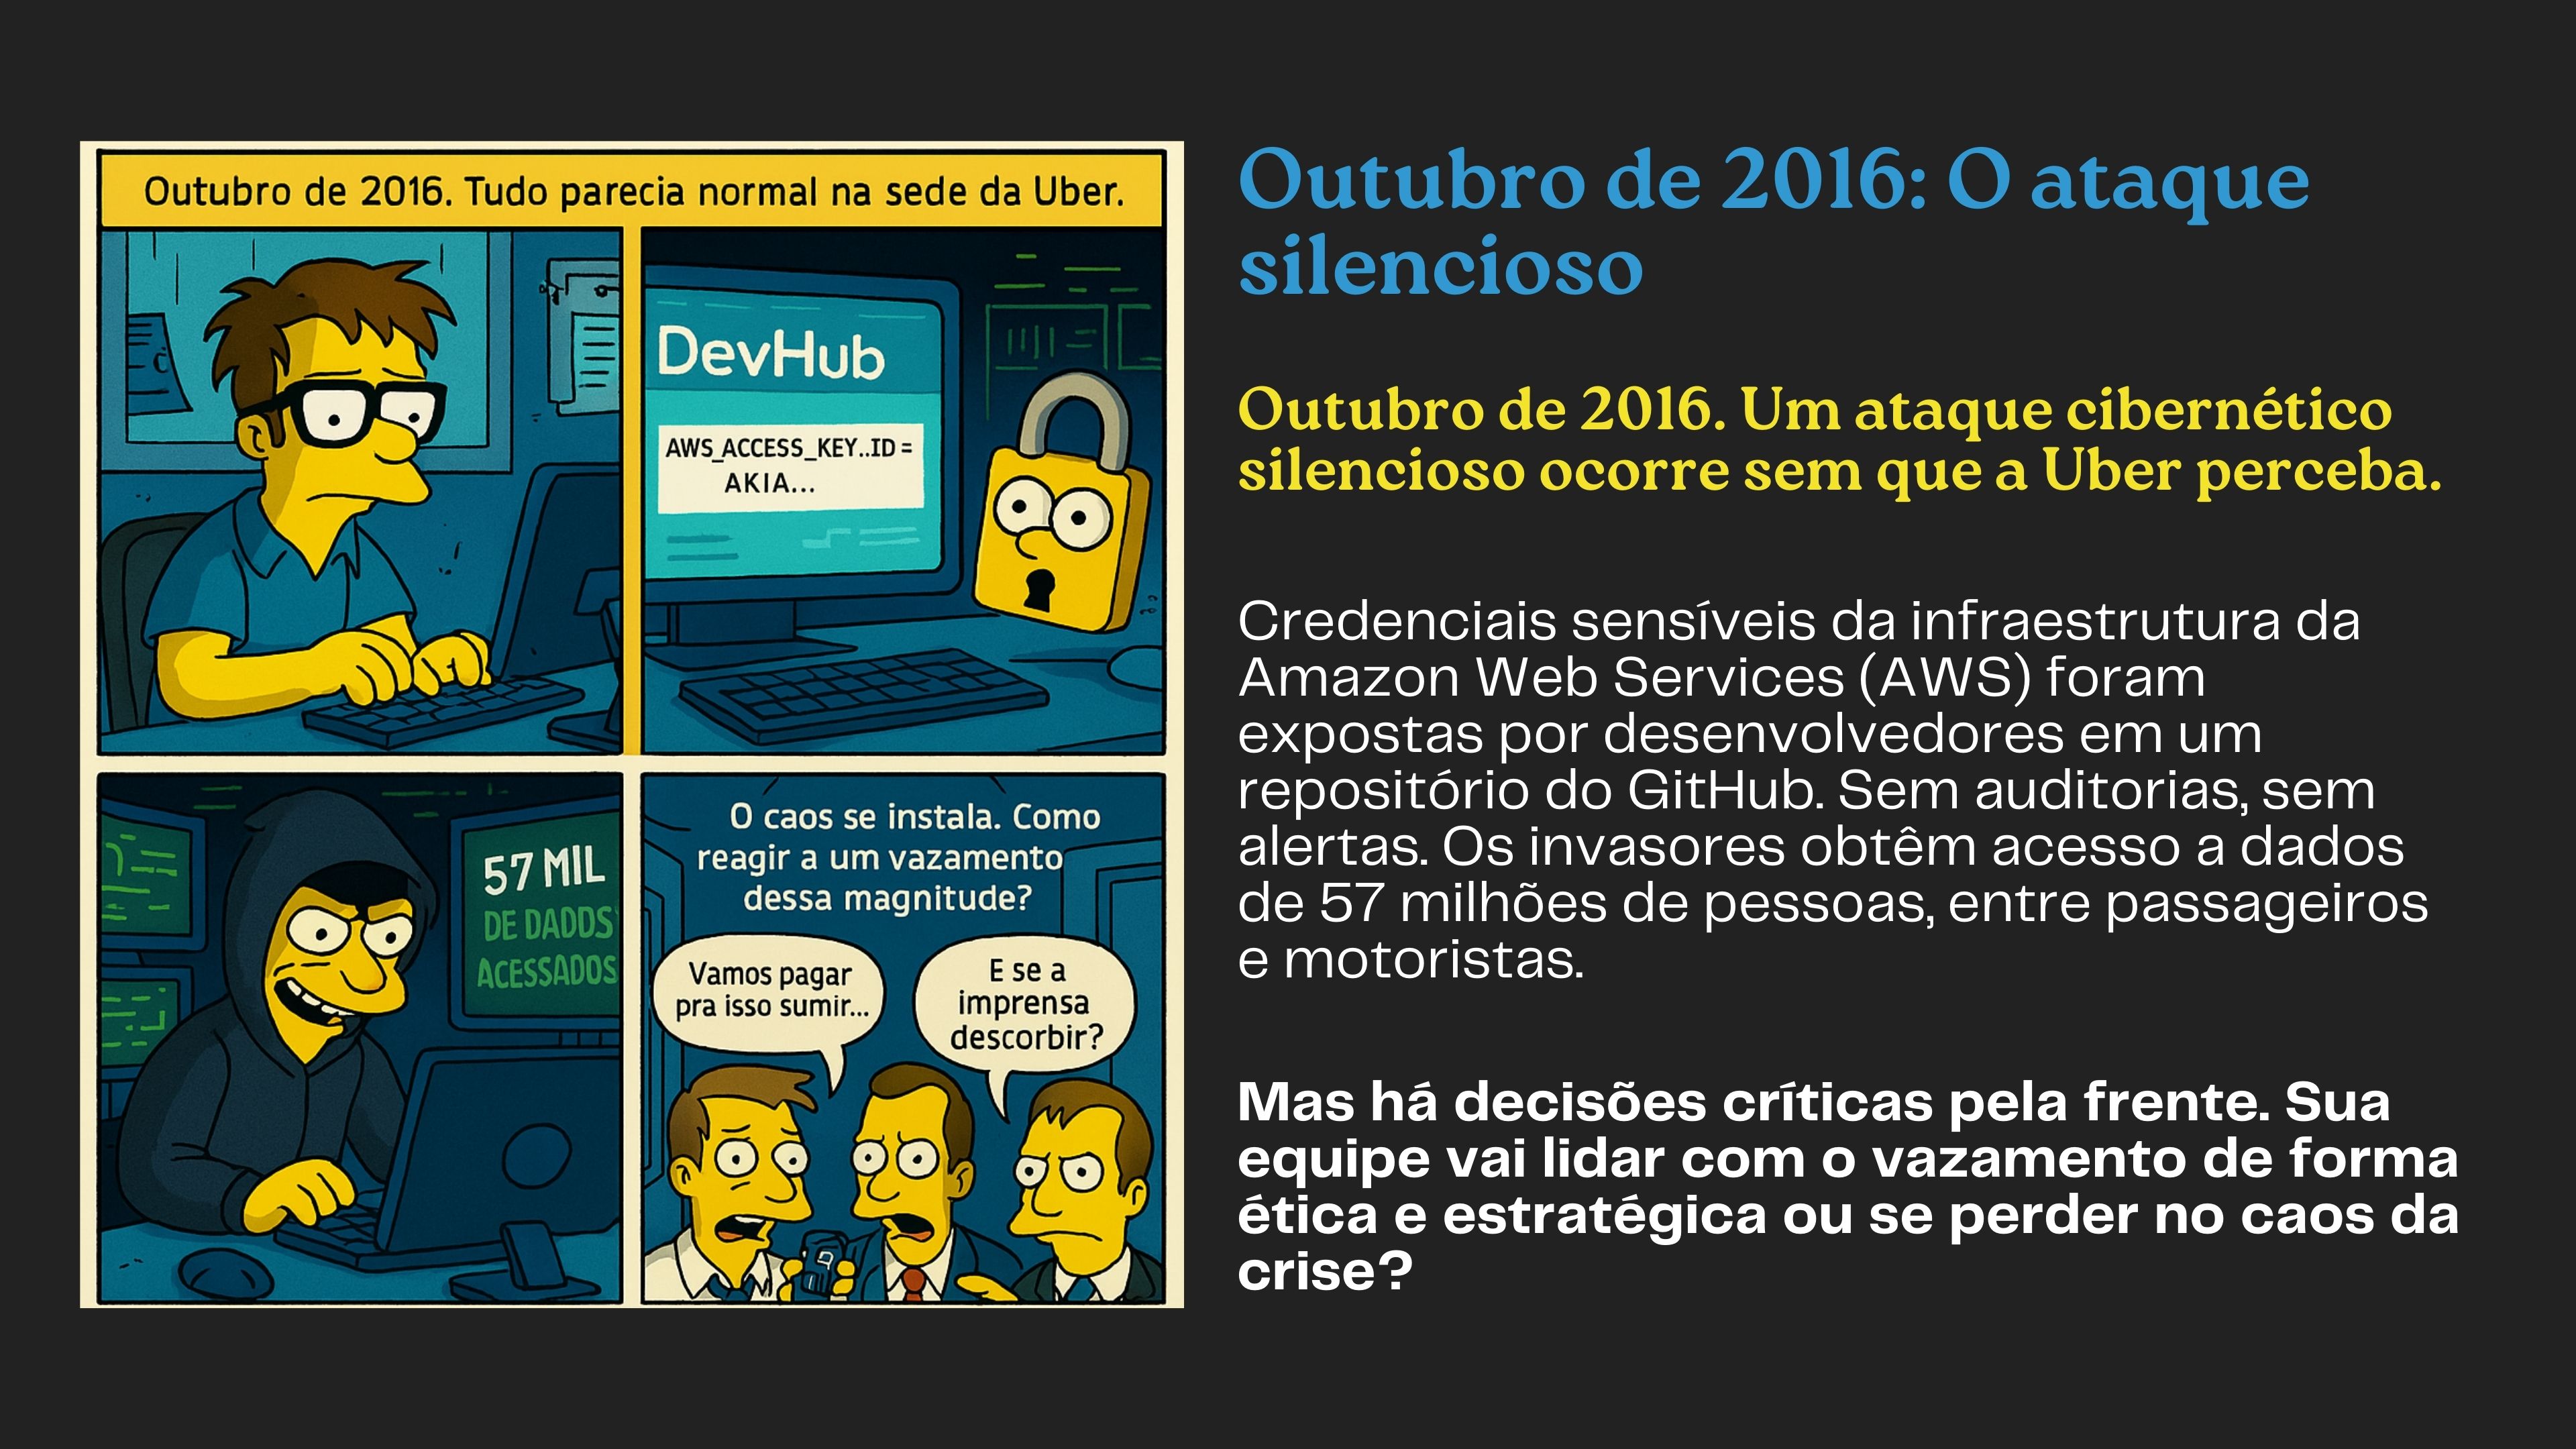 Outubro de 2016. Tudo parecia normal na sede da Uber.
DevHub
AWS_ACCESS_KEY..ID =
AKIA...
57 MIL
DE DADDS
ACESSADOS
O caos se instala. Como
reagir a um vazamento
dessa magnitude?
Vamos pagar
pra isso sumir...
E se a
imprensa
descorbir?
Outubro de 2016: O ataque
silencioso
Outubro de 2016. Um ataque cibernético
silencioso ocorre sem que a Uber perceba.
Credenciais sensíveis da infraestrutura da
Amazon Web Services (AWS) foram
expostas por desenvolvedores em um
repositório do GitHub. Sem auditorias, sem
alertas. Os invasores obtêm acesso a dados
de 57 milhões de pessoas, entre passageiros
e motoristas.
Mas há decisões críticas pela frente. Sua
equipe vai lidar com o vazamento de forma
ética e estratégica ou se perder no caos da
crise?